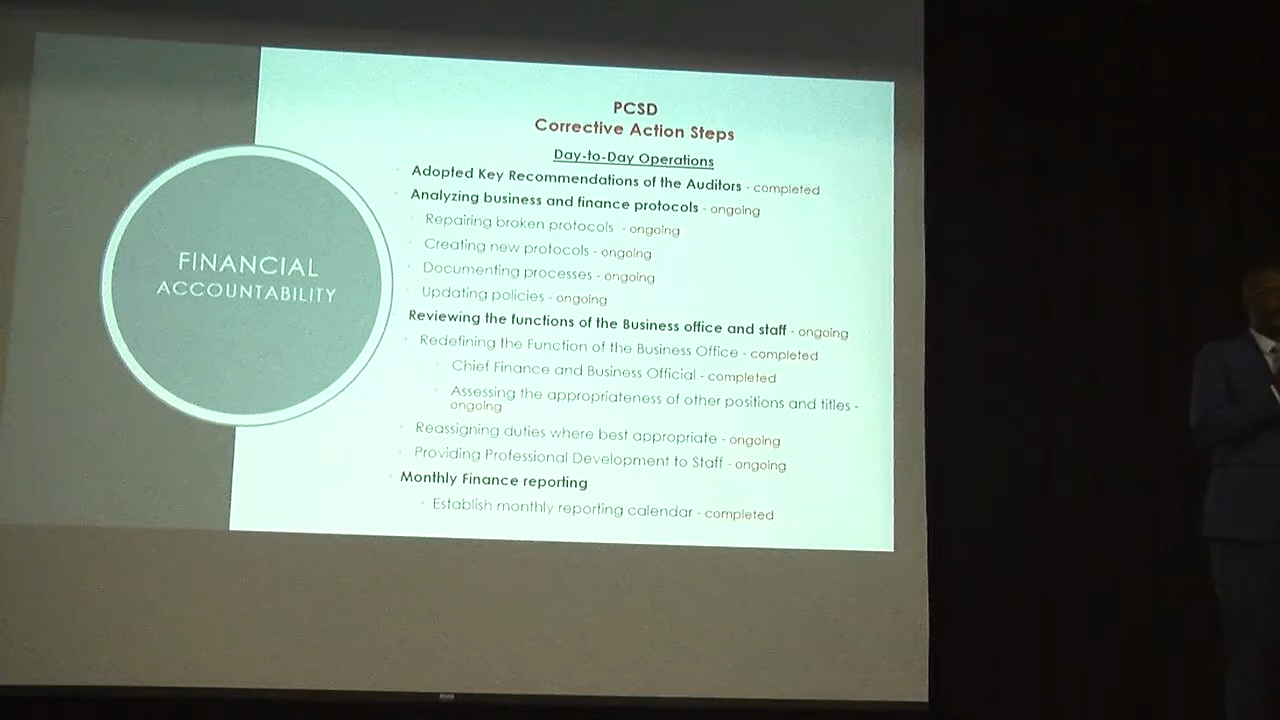 FINANCIAL
ACCOUNTABILITY
PCSD
Corrective Action Steps
Day-to-Day Operations
Adopted Key Recommendations of the Auditors - completed
Analyzing business and finance protocols - ongoing
Repairing broken protocols - ongoing
Creating new protocols - ongoing
Documenting processes - ongoing
Updating policies - ongoing
Reviewing the functions of the Business office and staff - ongoing
Redefining the Function of the Business Office - completed
Chief Finance and Business Official - completed
Assessing the appropriateness of other positions and titles -
ongoing
Reassigning duties where best appropriate - ongoing
Providing Professional Development to Staff - ongoing
Monthly Finance reporting
Establish monthly reporting calendar - completed